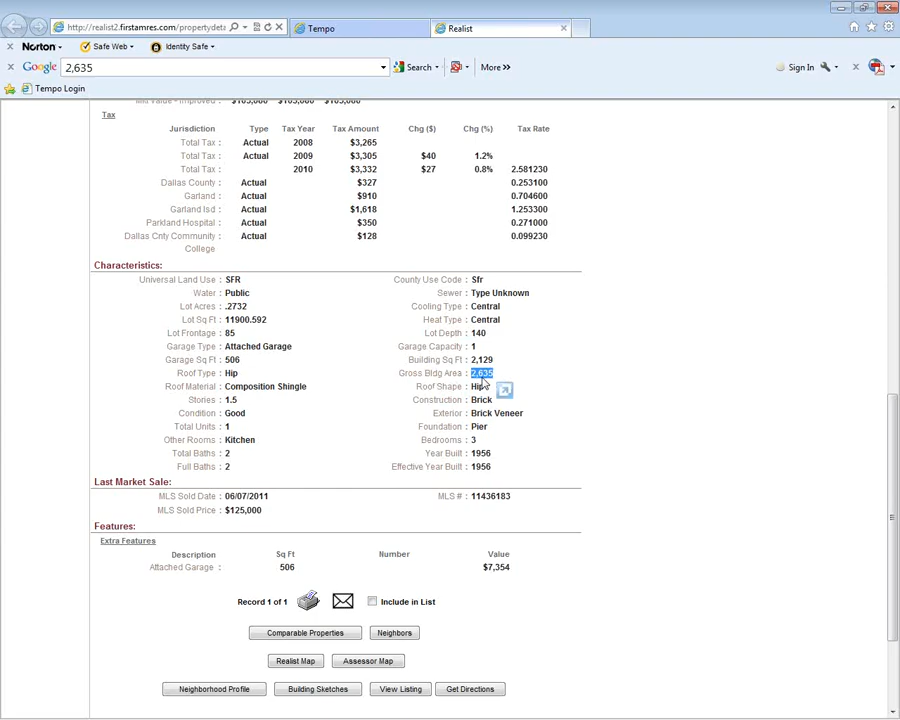 http://realist2.firstamres.com/propertydeta
Tempo
Realist
Norton
Safe Web
Identity Safe
Google
2,635
Search
More »
Sign In
Tempo Login
Tax
Jurisdiction Type Tax Year Tax Amount Chg ($) Chg (%) Tax Rate
Total Tax : Actual 2008 $3,265
Total Tax : Actual 2009 $3,305 $40 1.2%
Total Tax : 2010 $3,332 $27 0.8% 2.581230
Dallas County : Actual $327 0.253100
Garland : Actual $910 0.704600
Garland Isd : Actual $1,618 1.253300
Parkland Hospital : Actual $350 0.271000
Dallas Cnty Community : Actual $128 0.099230
College
Characteristics:
Universal Land Use : SFR County Use Code : Sfr
Water : Public Sewer : Type Unknown
Lot Acres : .2732 Cooling Type : Central
Lot Sq Ft : 11900.592 Heat Type : Central
Lot Frontage : 85 Lot Depth : 140
Garage Type : Attached Garage Garage Capacity : 1
Garage Sq Ft : 506 Building Sq Ft : 2,129
Roof Type : Hip Gross Bldg Area : 2,635
Roof Material : Composition Shingle Roof Shape : Hip
Stories : 1.5 Construction : Brick
Condition : Good Exterior : Brick Veneer
Total Units : 1 Foundation : Pier
Other Rooms : Kitchen Bedrooms : 3
Total Baths : 2 Year Built : 1956
Full Baths : 2 Effective Year Built : 1956
Last Market Sale:
MLS Sold Date : 06/07/2011 MLS # : 11436183
MLS Sold Price : $125,000
Features:
Extra Features
Description Sq Ft Number Value
Attached Garage : 506 $7,354
Record 1 of 1 Include in List
Comparable Properties Neighbors
Realist Map Assessor Map
Neighborhood Profile Building Sketches View Listing Get Directions